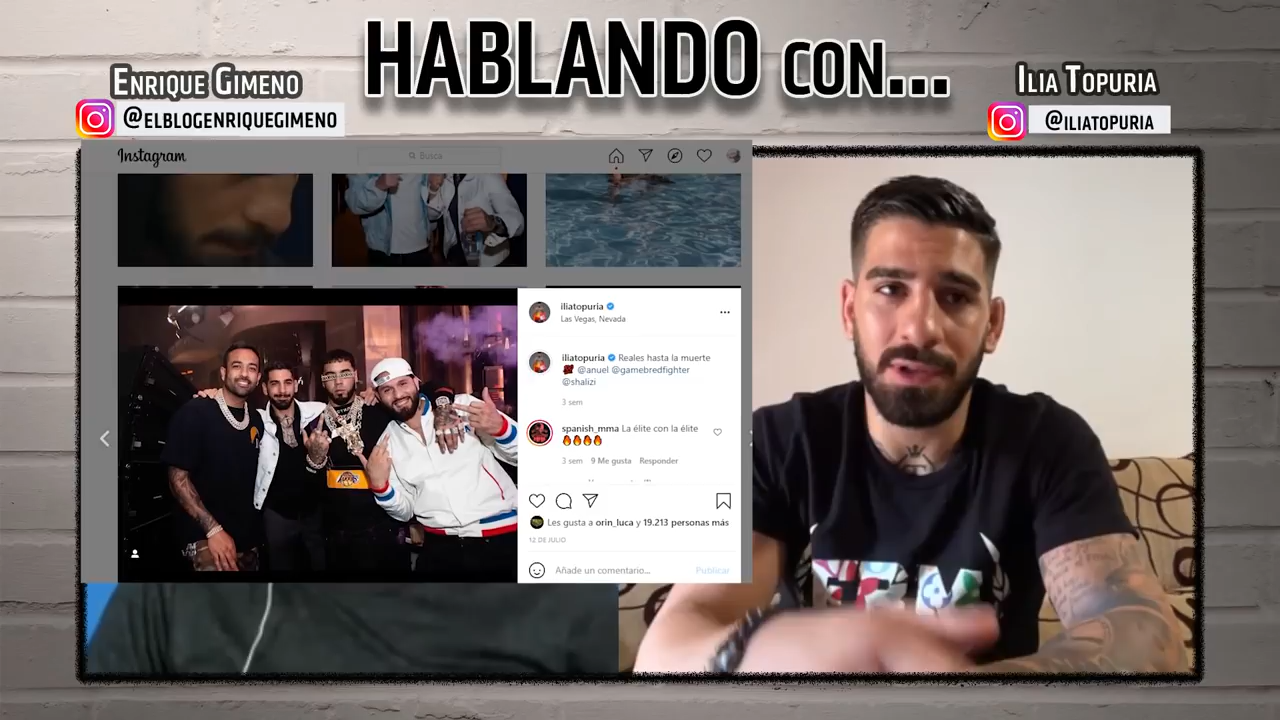 HABLANDO CON...
ENRIQUE GIMENO
@ELBLOGENRIQUEGIMENO
ILIA TOPURIA
@ILIATOPURIA
Instagram
Busca
iliatopuria
Las Vegas, Nevada
iliatopuria Reales hasta la muerte
@anuel @gamebredfighter
@shalizi
3 sem
spanish_mma La élite con la élite
3 sem 9 Me gusta Responder
Les gusta a orin_luca y 19.213 personas más
12 DE JULIO
Añade un comentario... Publicar